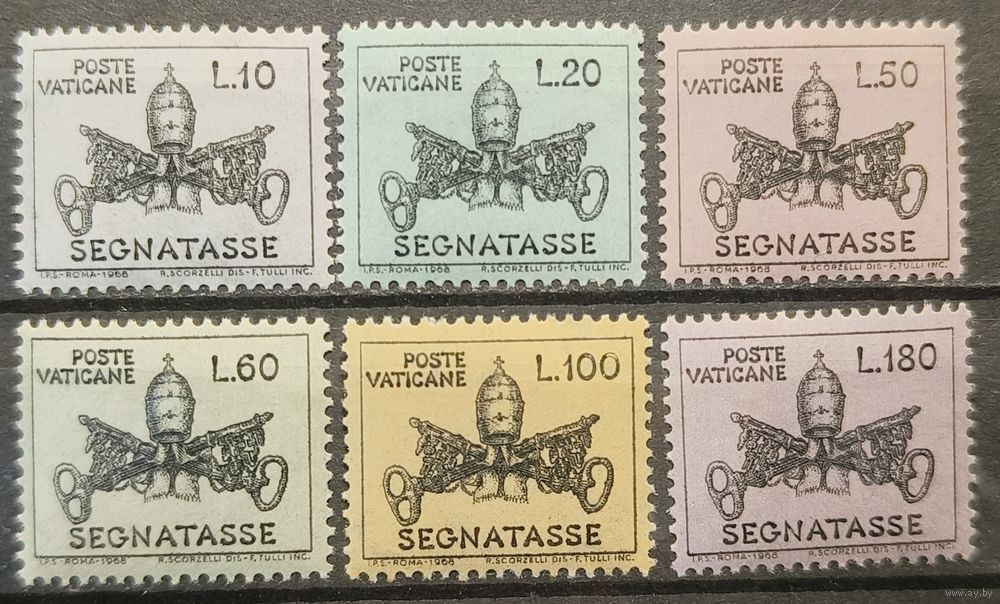 POSTE
VATICANE
L.10
SEGNATASSE
I.P.S.-ROMA-1968 R.SCORZELLI DIS-F.TULLI INC.
POSTE
VATICANE
L.20
SEGNATASSE
I.P.S.-ROMA-1968 R.SCORZELLI DIS-F.TULLI INC.
POSTE
VATICANE
L.50
SEGNATASSE
I.P.S.-ROMA-1968 R.SCORZELLI DIS-F.TULLI INC.
POSTE
VATICANE
L.60
SEGNATASSE
I.P.S.-ROMA-1968 R.SCORZELLI DIS-F.TULLI INC.
POSTE
VATICANE
L.100
SEGNATASSE
I.P.S.-ROMA-1968 R.SCORZELLI DIS-F.TULLI INC.
POSTE
VATICANE
L.180
SEGNATASSE
I.P.S.-ROMA-1968 R.SCORZELLI DIS-F.TULLI INC.
www.ay.by